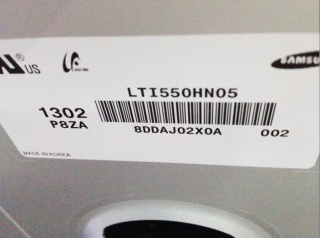 US
SAMSUNG
LTI550HN05
1302
P8ZA
8DDAJ02X0A 002
MADE IN KOREA